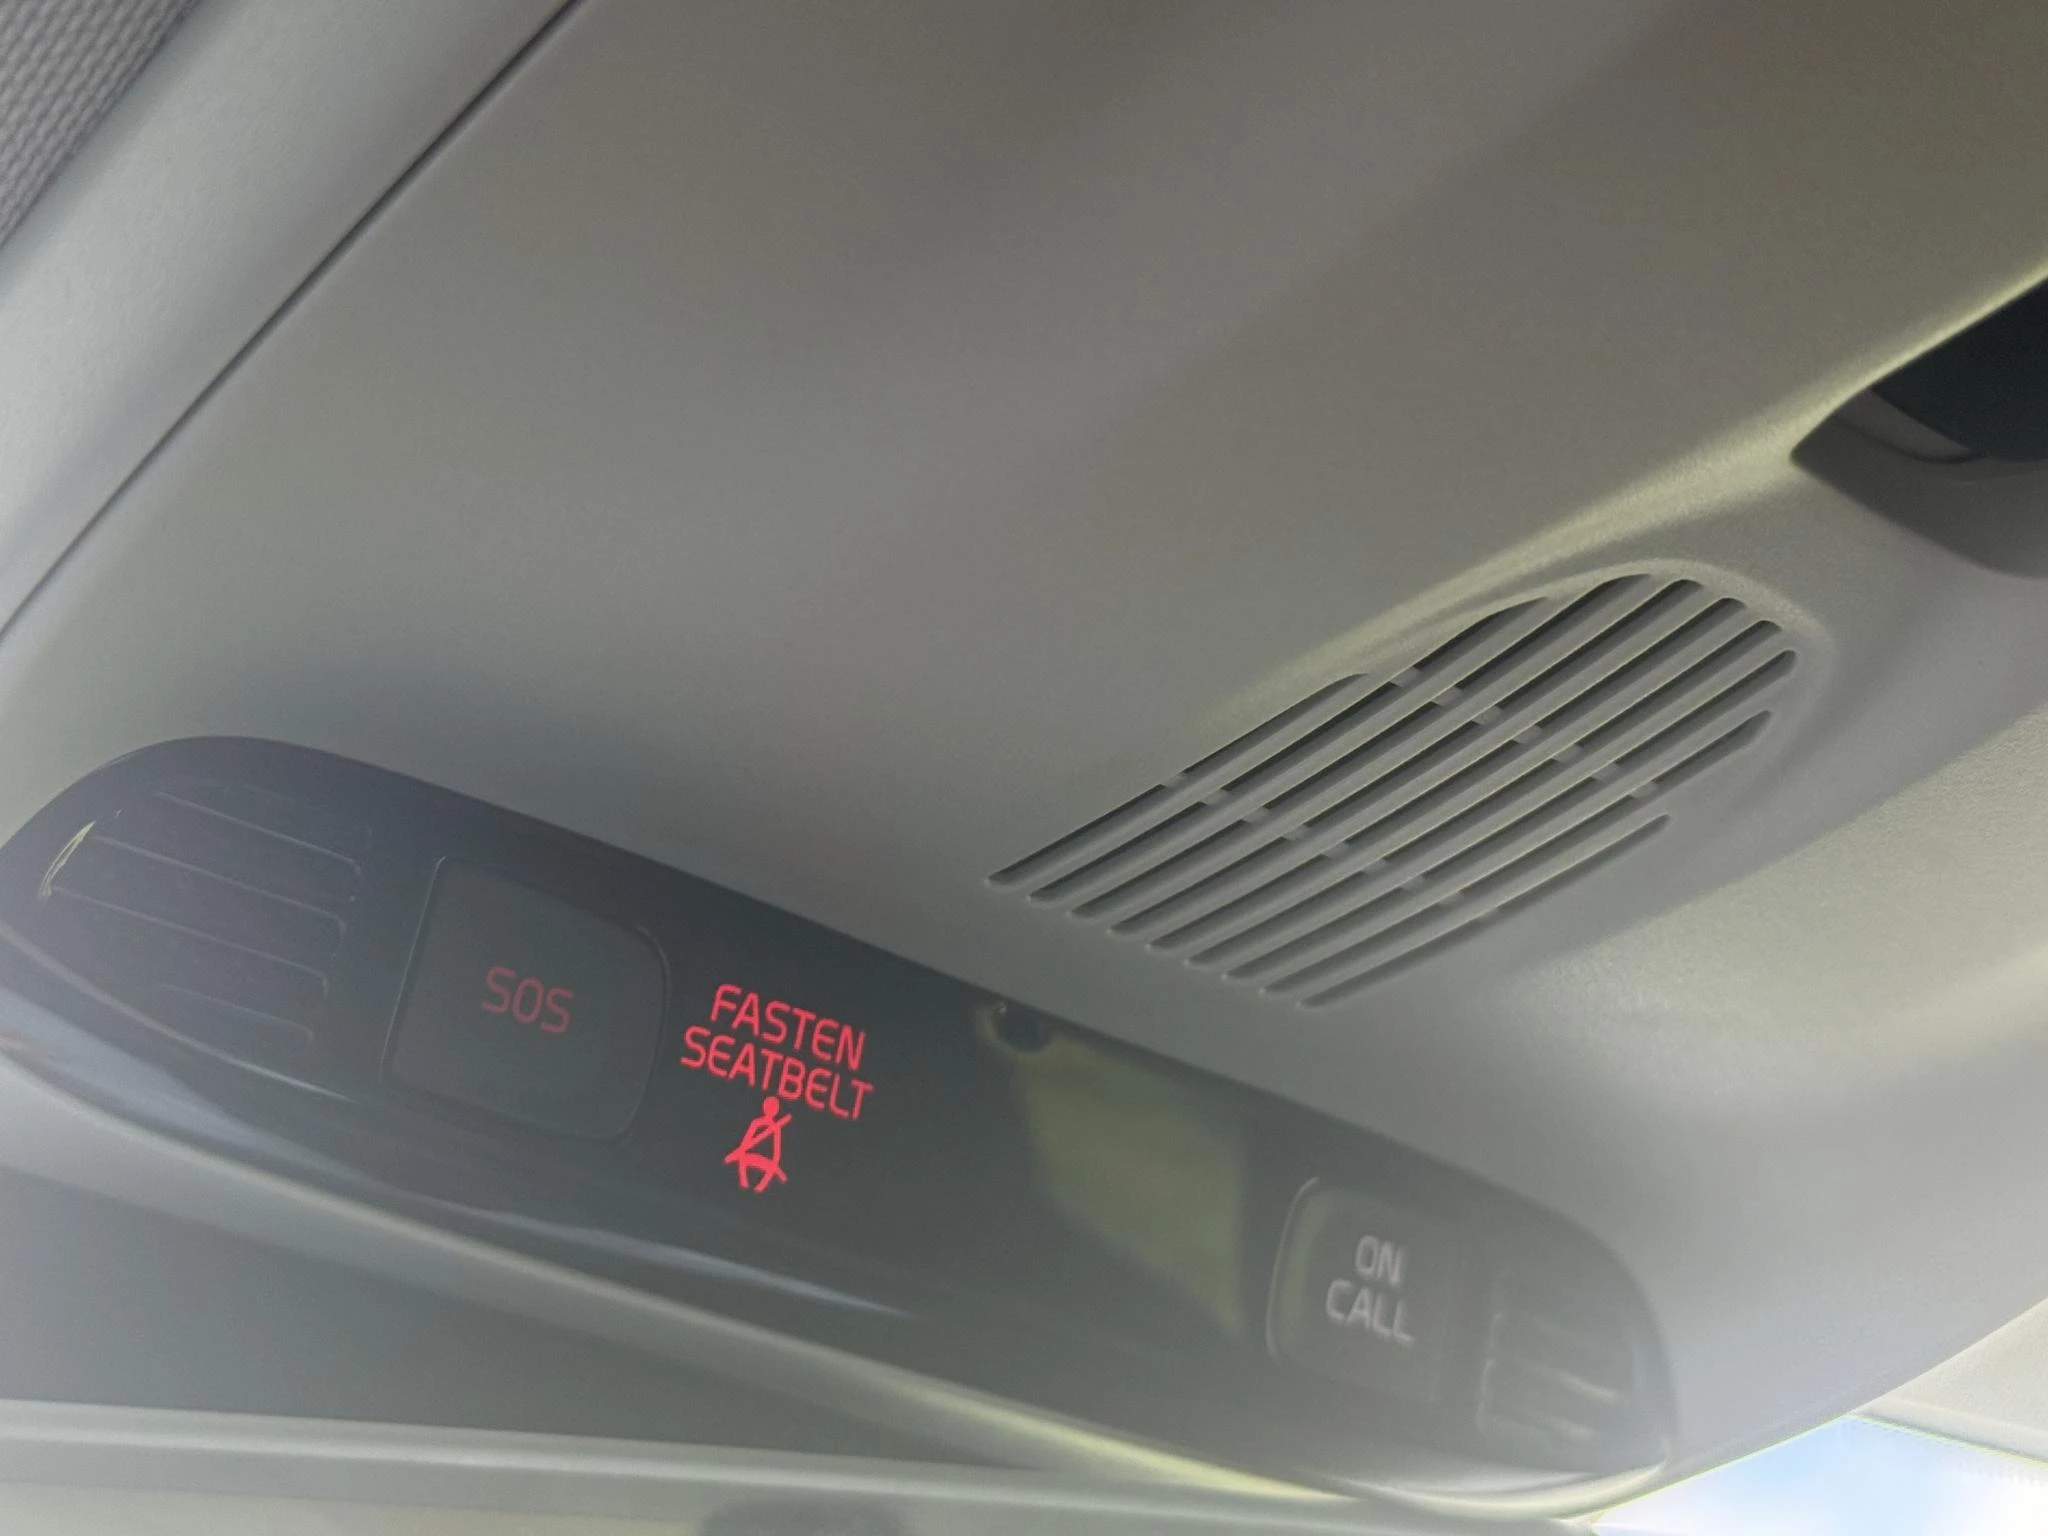 SOS
FASTEN
SEATBELT
ON
CALL